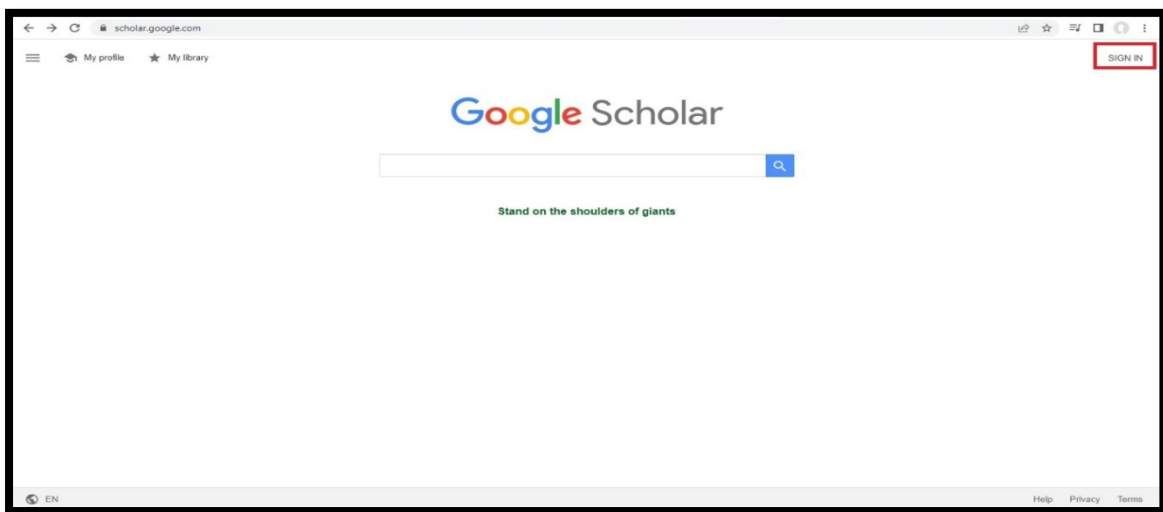 scholar.google.com
My profile My library SIGN IN
Google Scholar
Stand on the shoulders of giants
EN Help Privacy Terms